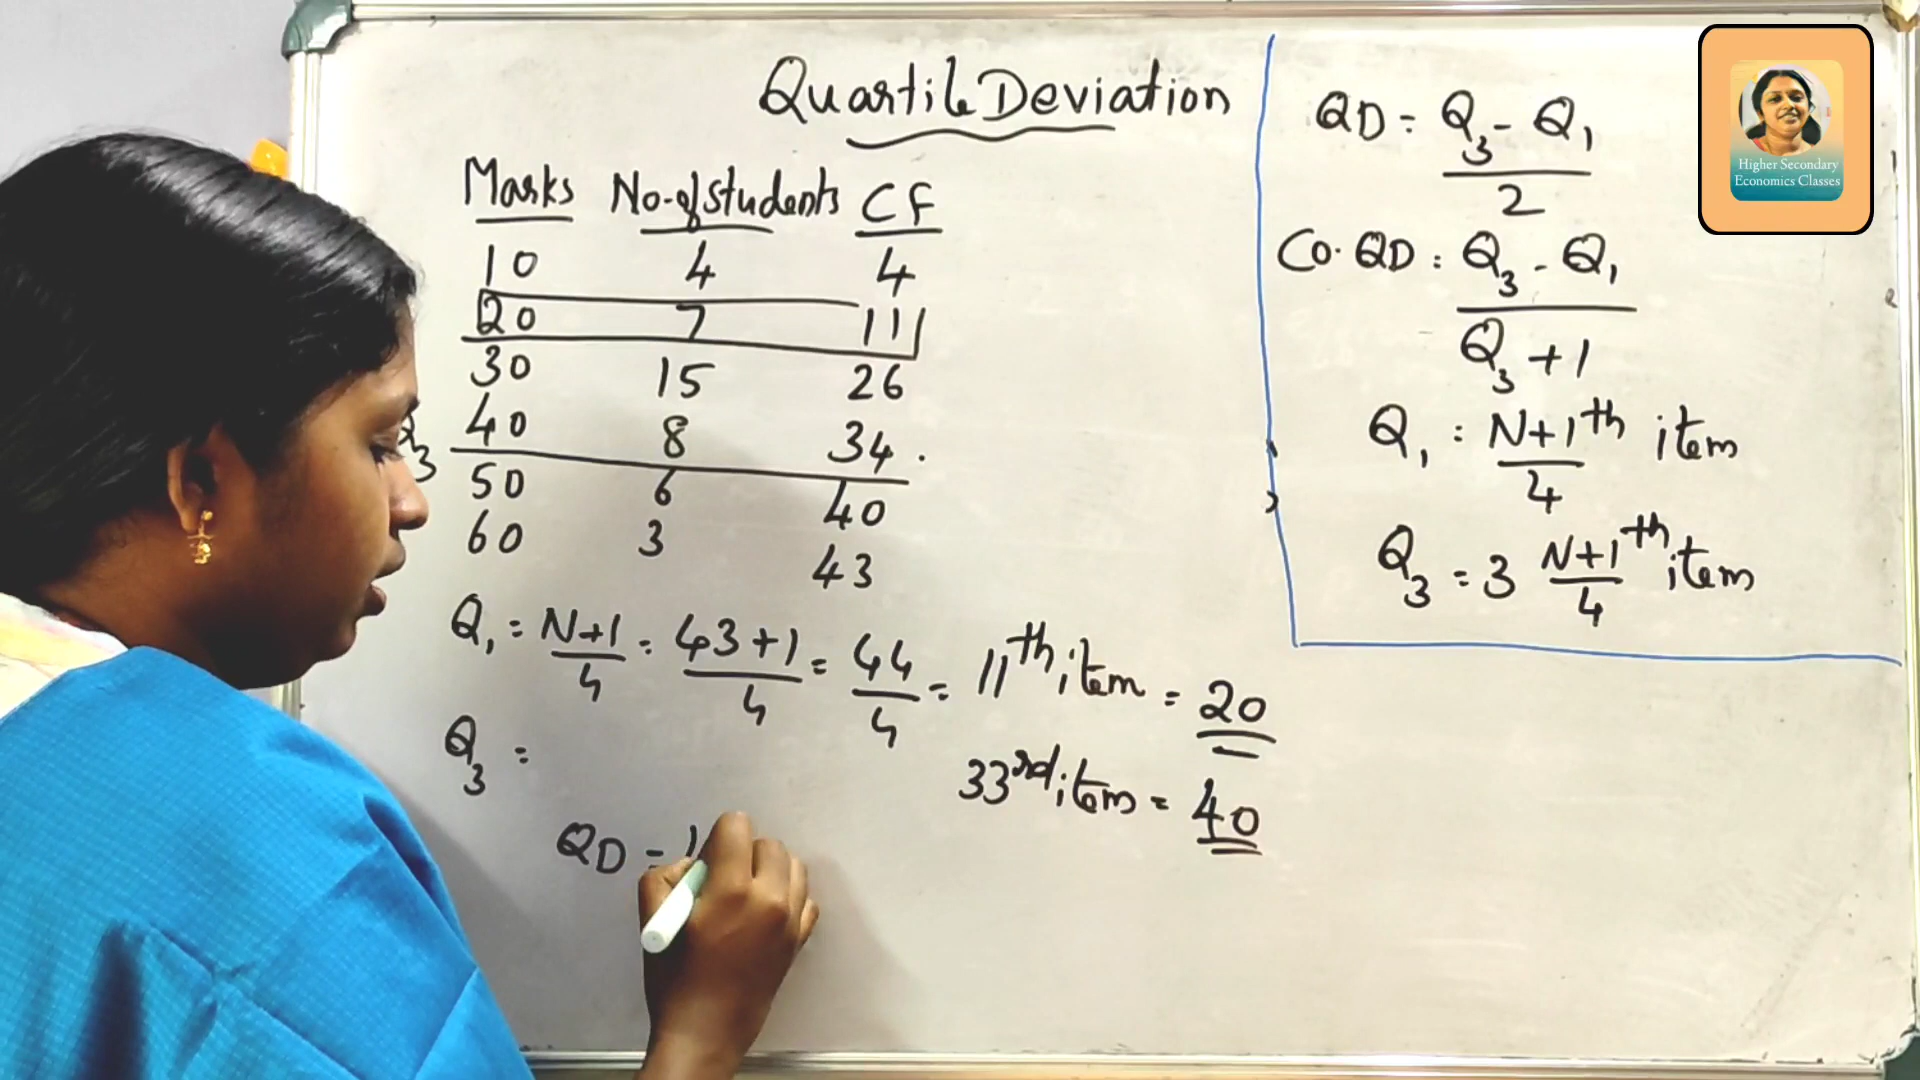 Quartile Deviation
Marks No. of students CF
10 4 4
20 7 11
30 15 26
40 8 34 .
50 6 40
60 3 43
Q₁ = N+1/4 = 43+1/4 = 44/4 = 11th item = 20
Q₃ = 33rd item = 40
QD =
Q₃
QD = Q₃ - Q₁ / 2
Co. QD = Q₃ - Q₁ / Q₃ + 1
Q₁ = N+1/4 th item
Q₃ = 3 N+1/4 th item
Higher Secondary
Economics Classes